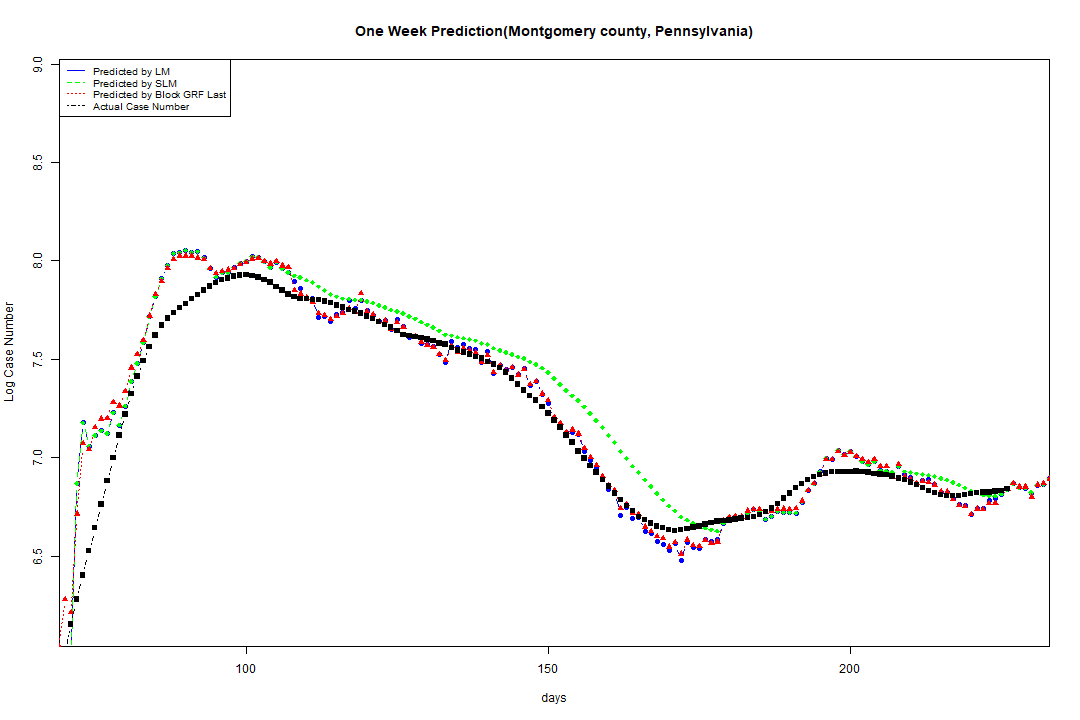 One Week Prediction(Montgomery county, Pennsylvania)
Predicted by LM
Predicted by SLM
Predicted by Block GRF Last
Actual Case Number
9.0
8.5
8.0
7.5
7.0
6.5
Log Case Number
100
150
200
days